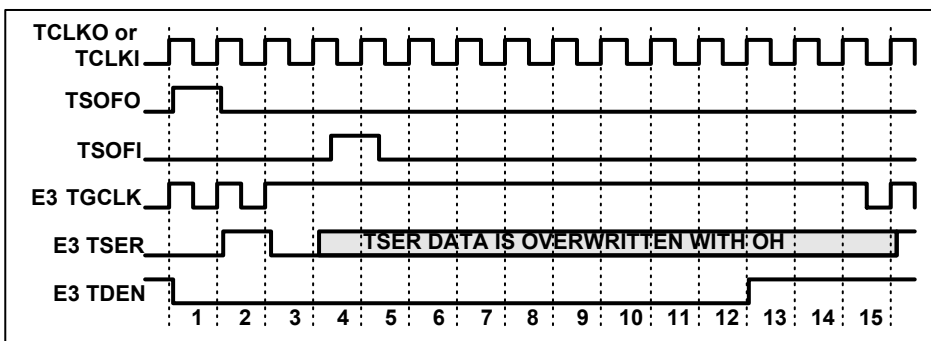 TCLKO or
TCLKI
TSOFO
TSOFI
E3 TGCLK
E3 TSER
TSER DATA IS OVERWRITTEN WITH OH
E3 TDEN
1 2 3 4 5 6 7 8 9 10 11 12 13 14 15